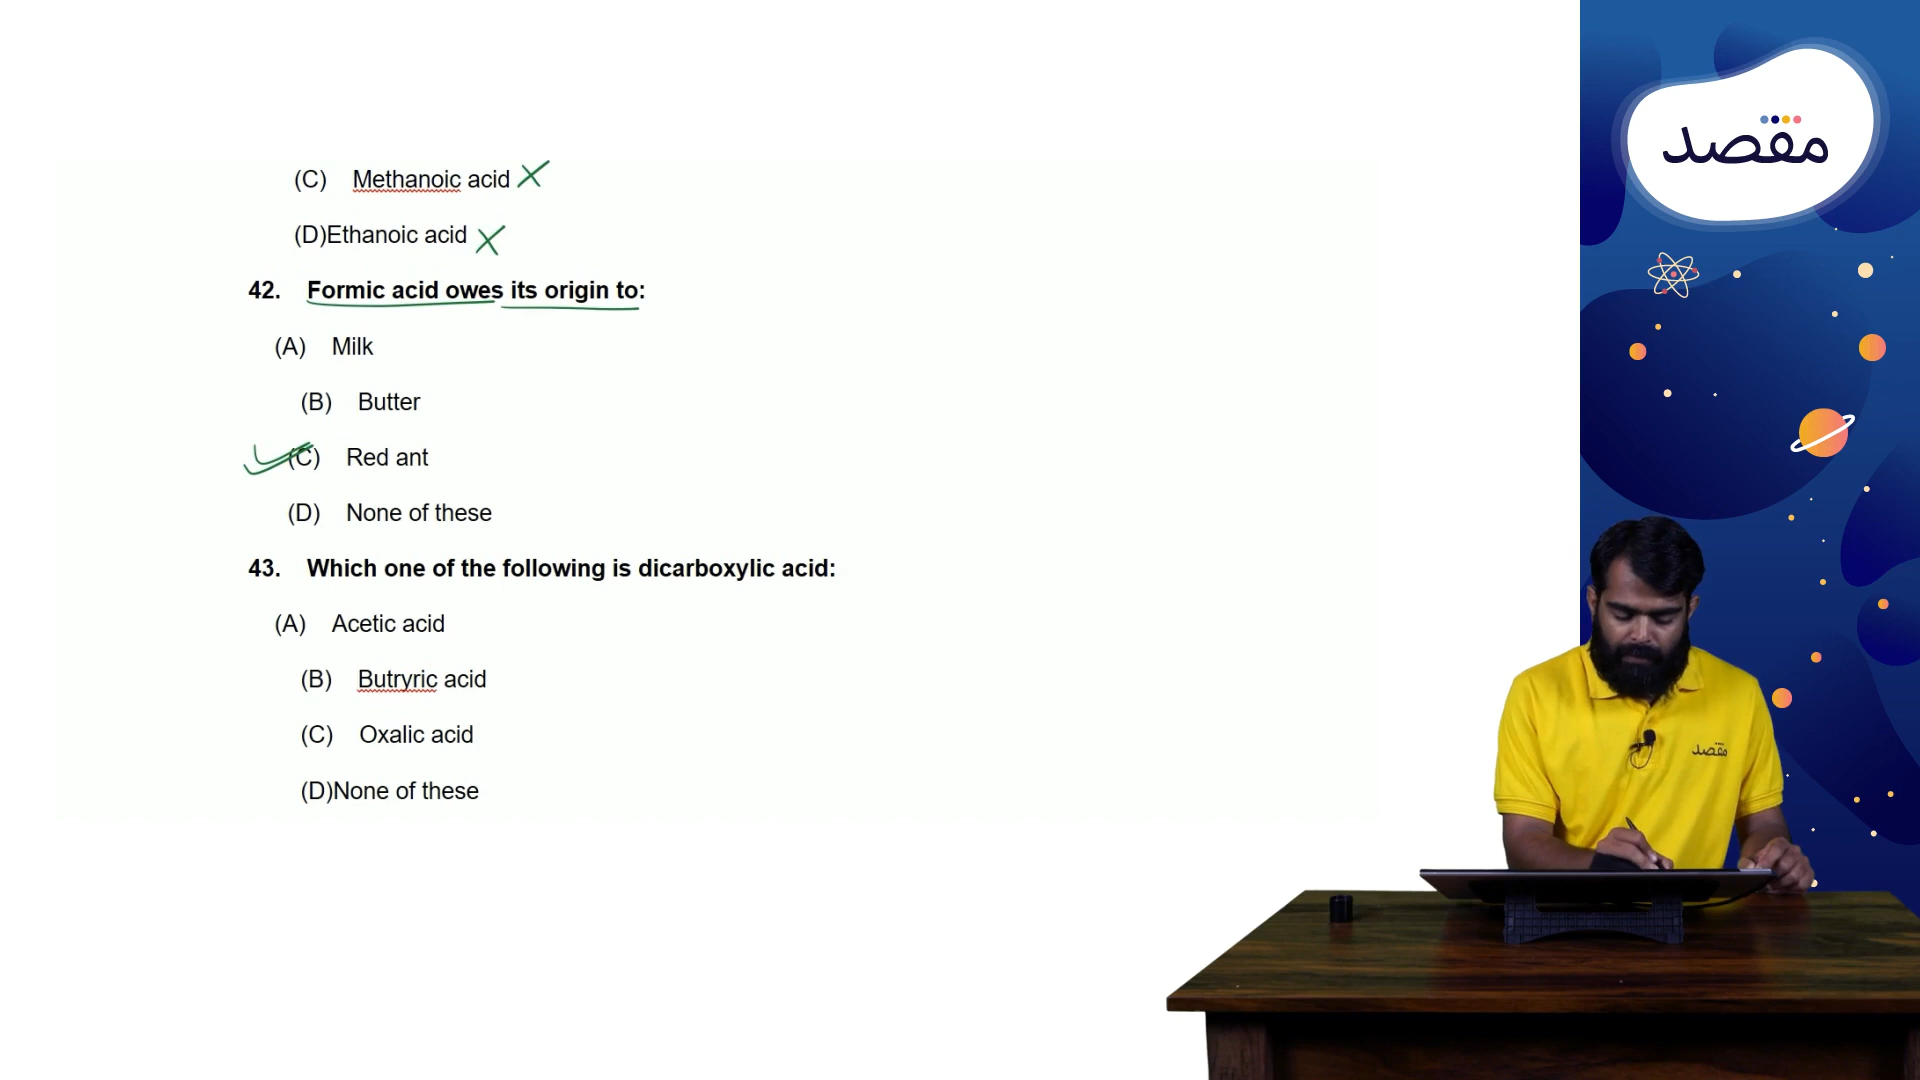 مقصد
(C) Methanoic acid
(D)Ethanoic acid
42. Formic acid owes its origin to:
(A) Milk
(B) Butter
(C) Red ant
(D) None of these
43. Which one of the following is dicarboxylic acid:
(A) Acetic acid
(B) Butryric acid
(C) Oxalic acid
(D)None of these
مقصد